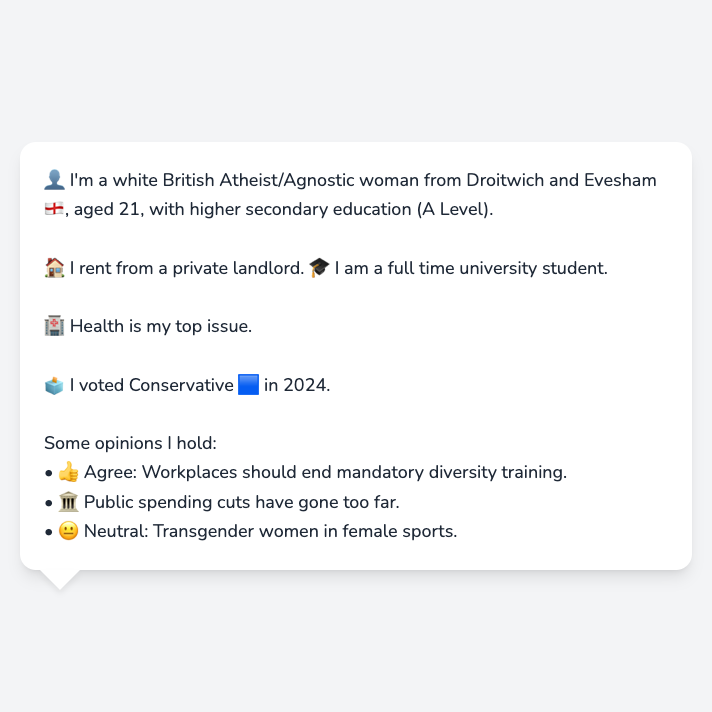 👤 I'm a white British Atheist/Agnostic woman from Droitwich and Evesham
🏴󠁧󠁢󠁥󠁮󠁧󠁿, aged 21, with higher secondary education (A Level).
🏠 I rent from a private landlord. 🎓 I am a full time university student.
🏥 Health is my top issue.
🗳️ I voted Conservative 🟦 in 2024.
Some opinions I hold:
• 👍 Agree: Workplaces should end mandatory diversity training.
• 🏛️ Public spending cuts have gone too far.
• 😐 Neutral: Transgender women in female sports.